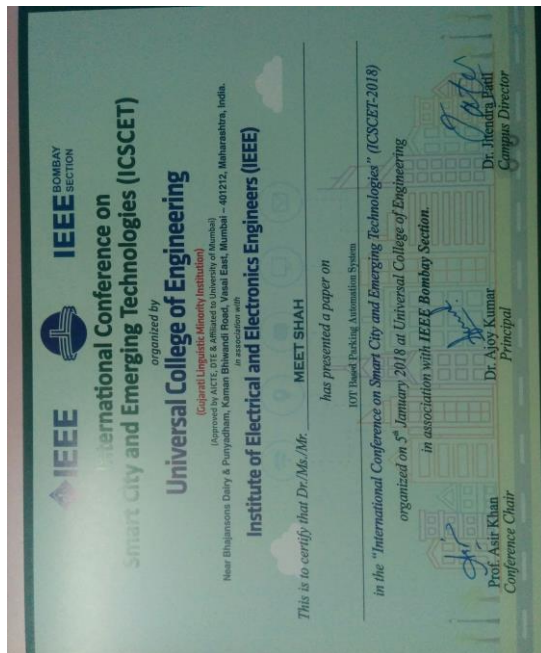 IEEE
IEEE BOMBAY SECTION
International Conference on
Smart City and Emerging Technologies (ICSCET)
organized by
Universal College of Engineering
(Gujarati Linguistic Minority Institution)
(Approved by AICTE, DTE & Affiliated to University of Mumbai)
Near Bhajansons Dairy & Punyadham, Kaman Bhiwandi Road, Vasai East, Mumbai – 401212, Maharashtra, India.
in association with
Institute of Electrical and Electronics Engineers (IEEE)
This is to certify that Dr./Ms./Mr. MEET SHAH
has presented a paper on
IOT Based Parking Automation System
in the "International Conference on Smart City and Emerging Technologies" (ICSCET-2018)
organized on 5th January 2018 at Universal College of Engineering
in association with IEEE Bombay Section.
Prof. Asir Khan
Conference Chair
Dr. Ajoy Kumar
Principal
Dr. Jitendra Patil
Campus Director